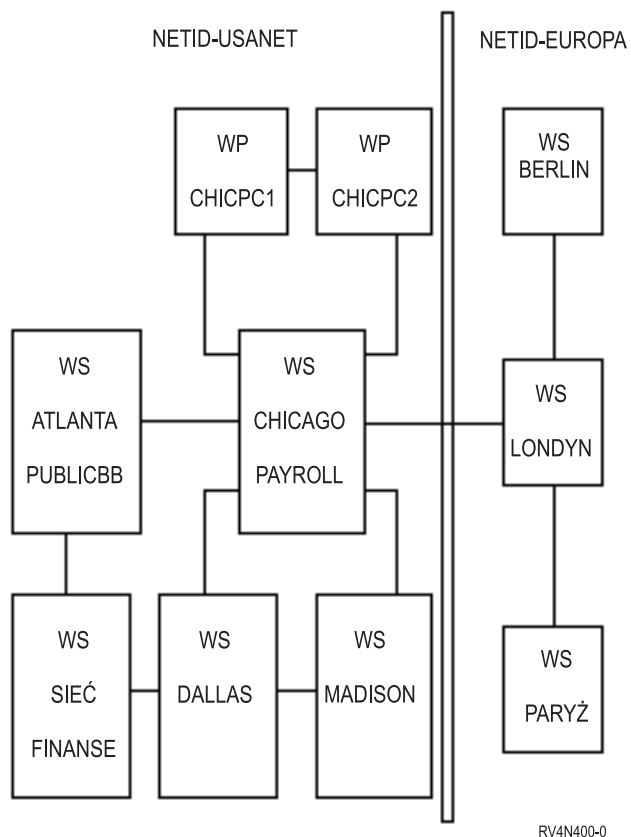 NETID-USANET
NETID-EUROPA
WP
CHICPC1
WP
CHICPC2
WS
BERLIN
WS
ATLANTA
PUBLICBB
WS
CHICAGO
PAYROLL
WS
LONDYN
WS
SIEĆ
FINANSE
WS
DALLAS
WS
MADISON
WS
PARYŻ
RV4N400-0